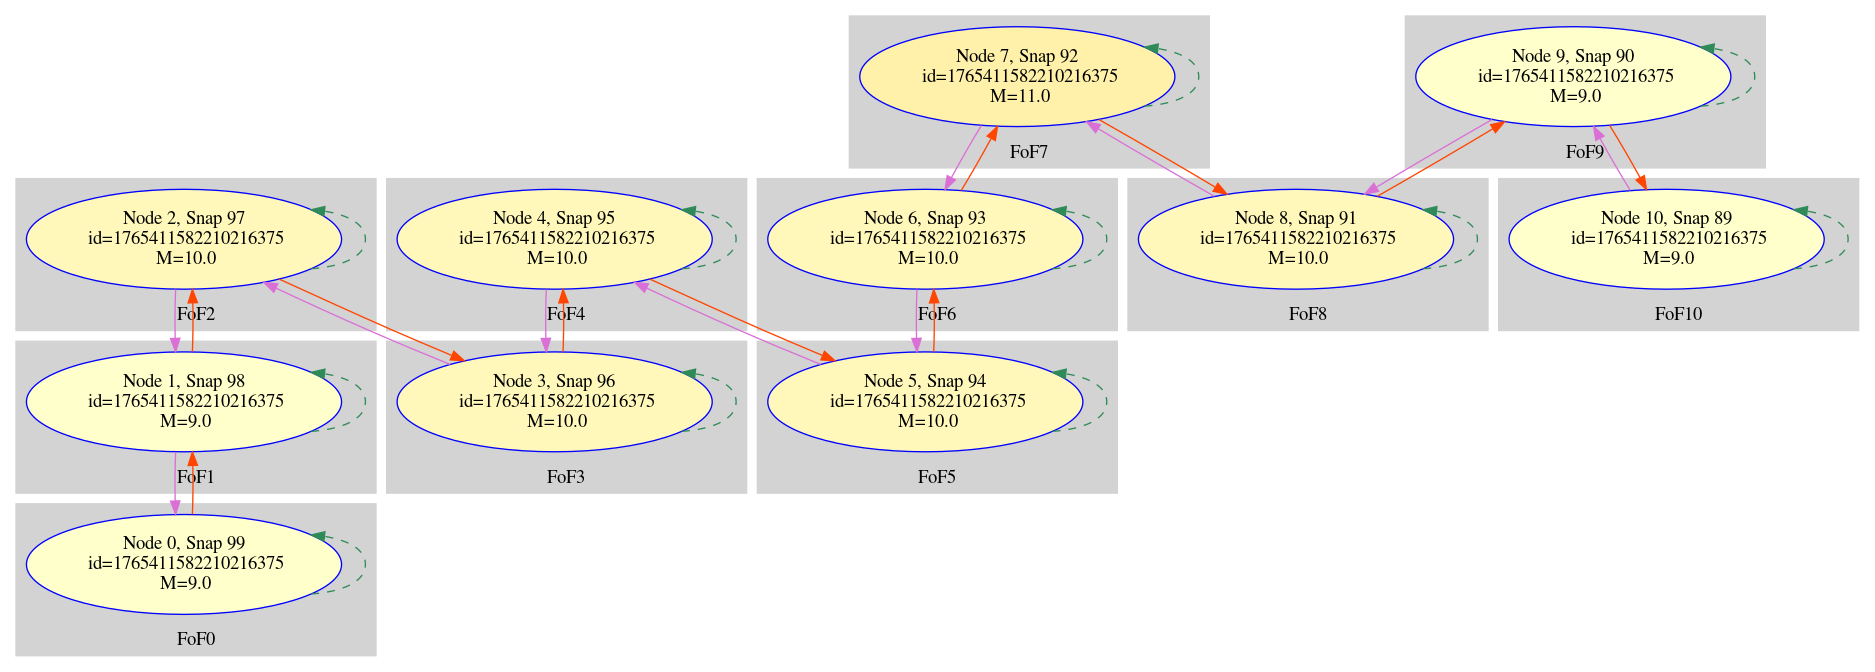 Node 7, Snap 92
id=1765411582210216375
M=11.0
FoF7
Node 9, Snap 90
id=1765411582210216375
M=9.0
FoF9
Node 2, Snap 97
id=1765411582210216375
M=10.0
FoF2
Node 4, Snap 95
id=1765411582210216375
M=10.0
FoF4
Node 6, Snap 93
id=1765411582210216375
M=10.0
FoF6
Node 8, Snap 91
id=1765411582210216375
M=10.0
FoF8
Node 10, Snap 89
id=1765411582210216375
M=9.0
FoF10
Node 1, Snap 98
id=1765411582210216375
M=9.0
FoF1
Node 3, Snap 96
id=1765411582210216375
M=10.0
FoF3
Node 5, Snap 94
id=1765411582210216375
M=10.0
FoF5
Node 0, Snap 99
id=1765411582210216375
M=9.0
FoF0